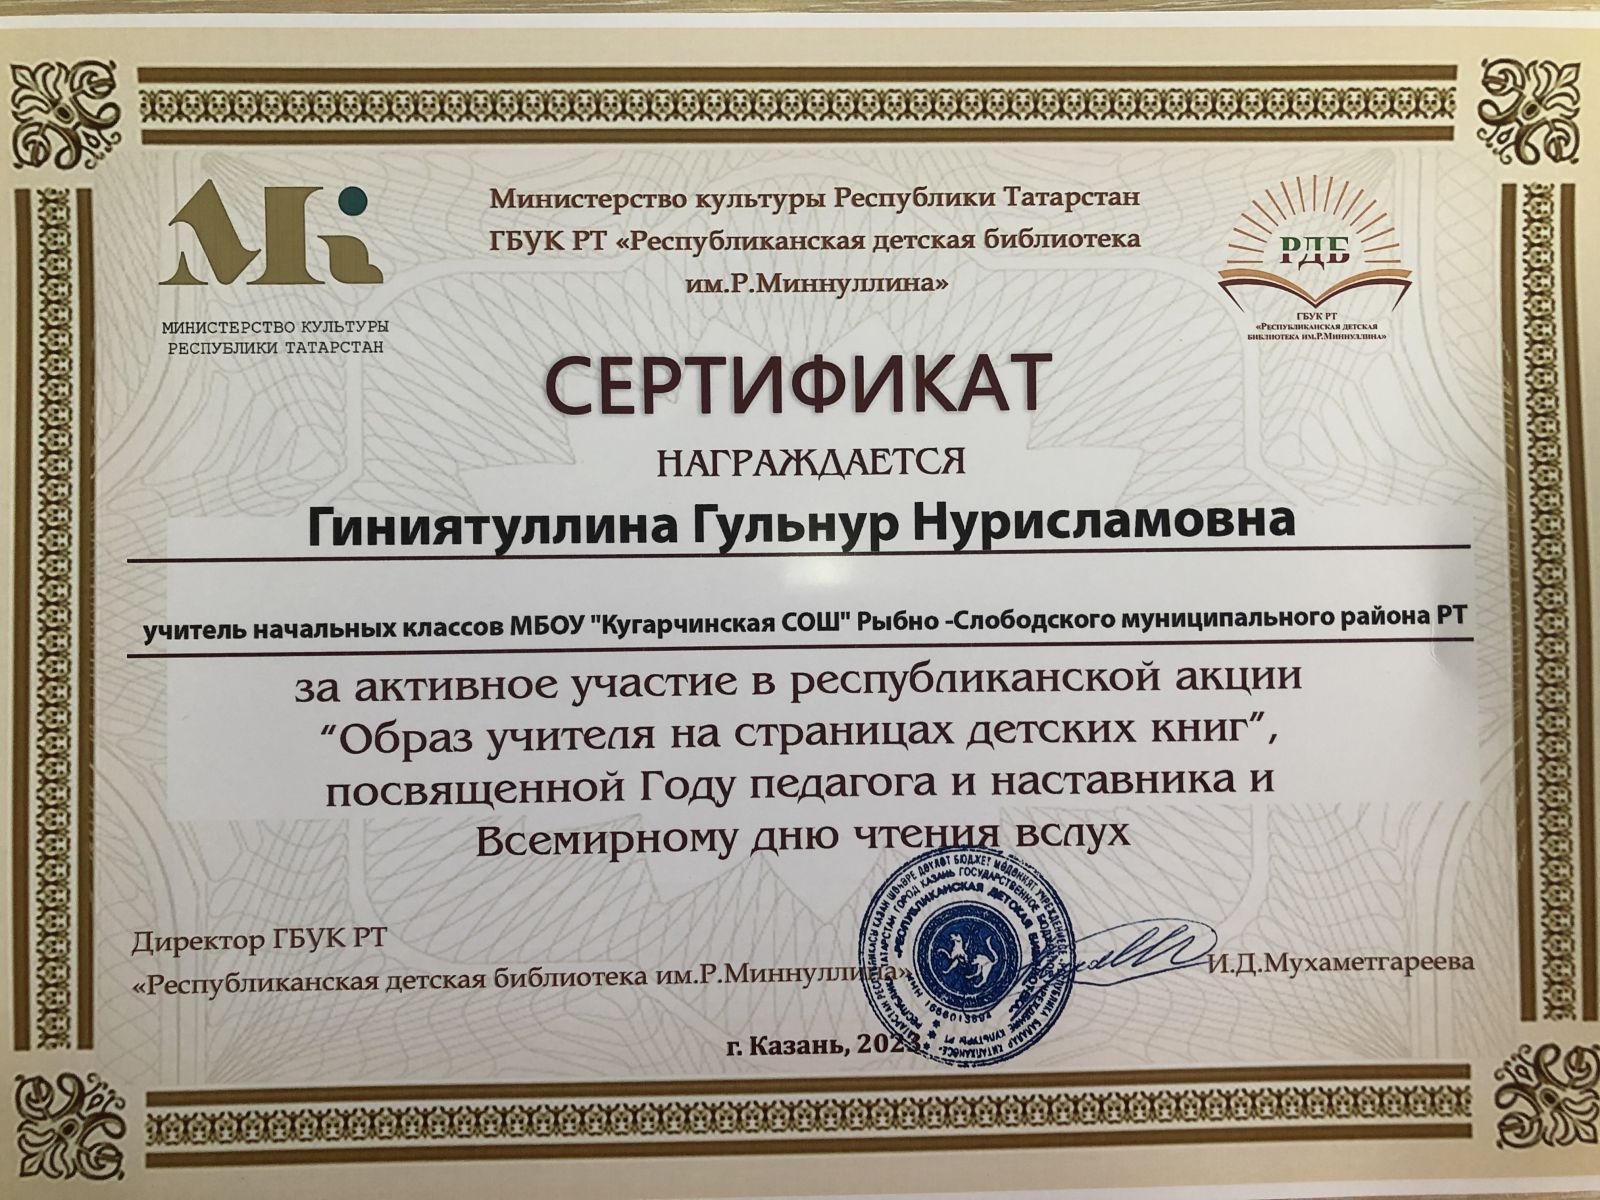 МИНИСТЕРСТВО КУЛЬТУРЫ
РЕСПУБЛИКИ ТАТАРСТАН
Министерство культуры Республики Татарстан
ГБУК РТ «Республиканская детская библиотека
им.Р.Миннуллина»
РДБ
ГБУК РТ
«Республиканская детская
библиотека им.Р.Миннуллина»
СЕРТИФИКАТ
НАГРАЖДАЕТСЯ
Гиниятуллина Гульнур Нурисламовна
учитель начальных классов МБОУ "Кугарчинская СОШ" Рыбно -Слободского муниципального района РТ
за активное участие в республиканской акции
“Образ учителя на страницах детских книг”,
посвященной Году педагога и наставника и
Всемирному дню чтения вслух
Директор ГБУК РТ
«Республиканская детская библиотека им.Р.Миннуллина»
И.Д.Мухаметгареева
г. Казань, 2023